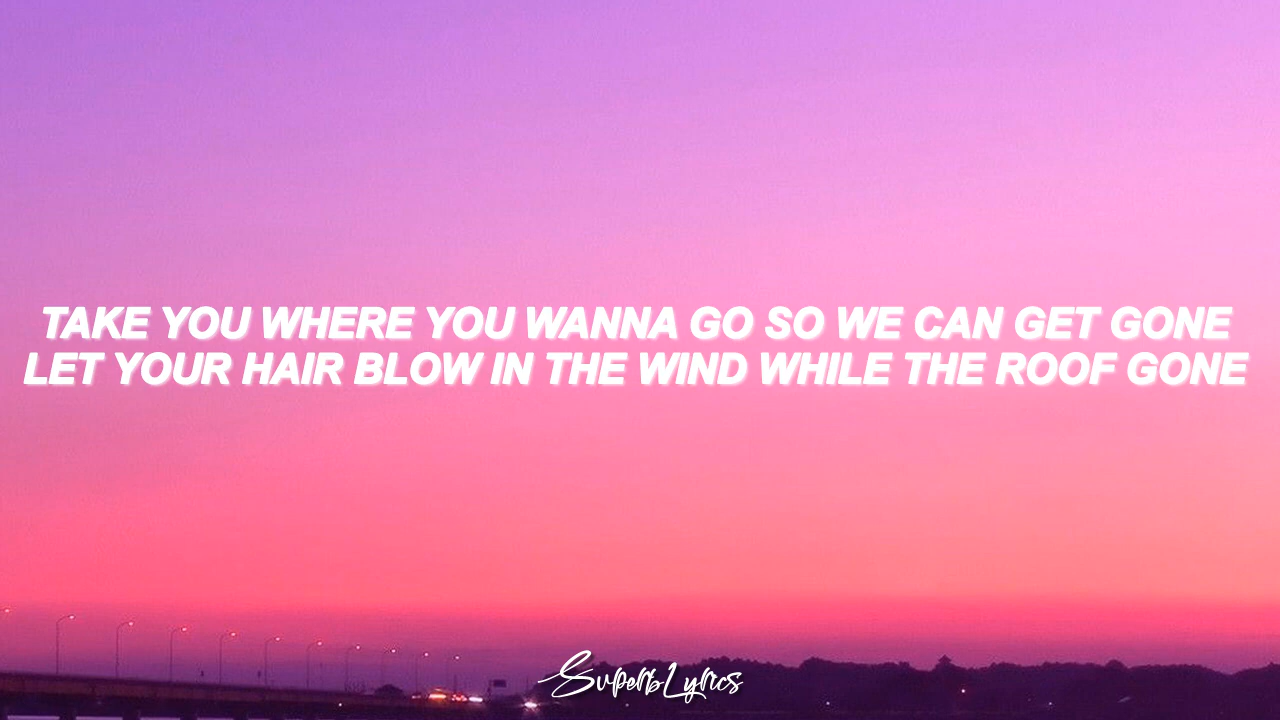 TAKE YOU WHERE YOU WANNA GO SO WE CAN GET GONE
LET YOUR HAIR BLOW IN THE WIND WHILE THE ROOF GONE
SuperbLyrics